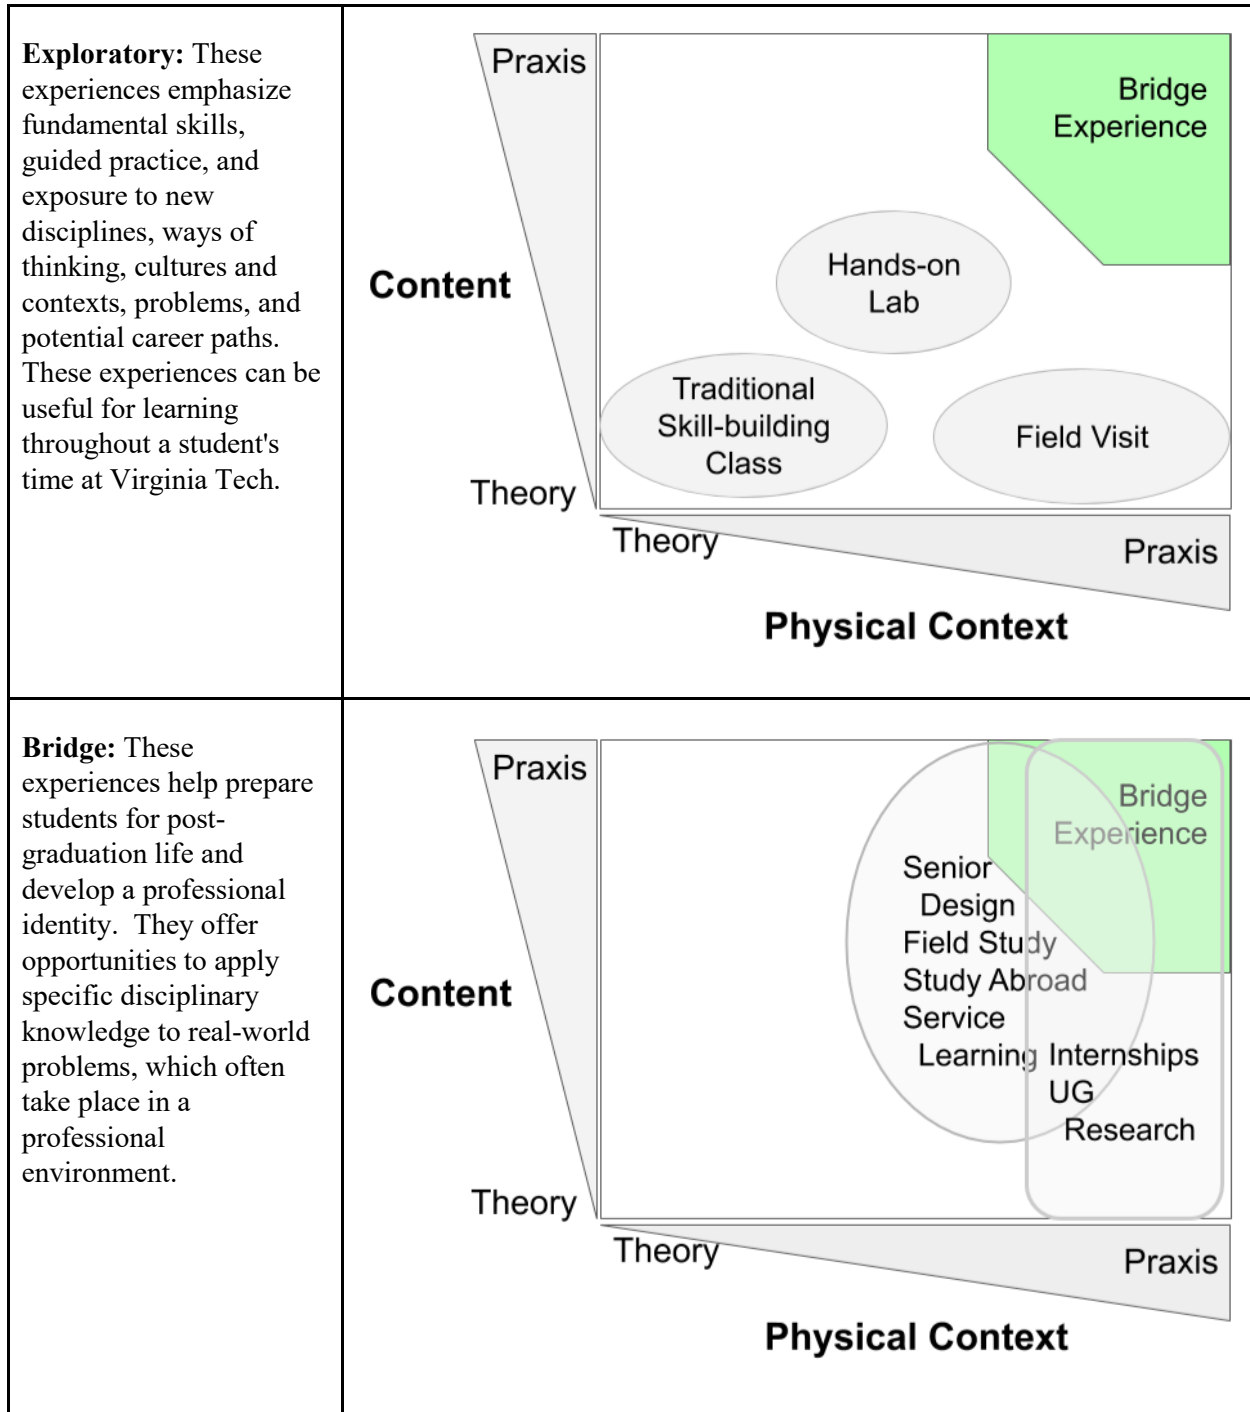 Exploratory: These
experiences emphasize
fundamental skills,
guided practice, and
exposure to new
disciplines, ways of
thinking, cultures and
contexts, problems, and
potential career paths.
These experiences can be
useful for learning
throughout a student's
time at Virginia Tech.
Praxis
Bridge
Experience
Hands-on
Lab
Content
Traditional
Skill-building
Class
Field Visit
Theory
Theory
Praxis
Physical Context
Bridge: These
experiences help prepare
students for post-
graduation life and
develop a professional
identity.  They offer
opportunities to apply
specific disciplinary
knowledge to real-world
problems, which often
take place in a
professional
environment.
Praxis
Bridge
Experience
Senior
Design
Field Study
Study Abroad
Service
Learning
Internships
UG
Research
Content
Theory
Theory
Praxis
Physical Context